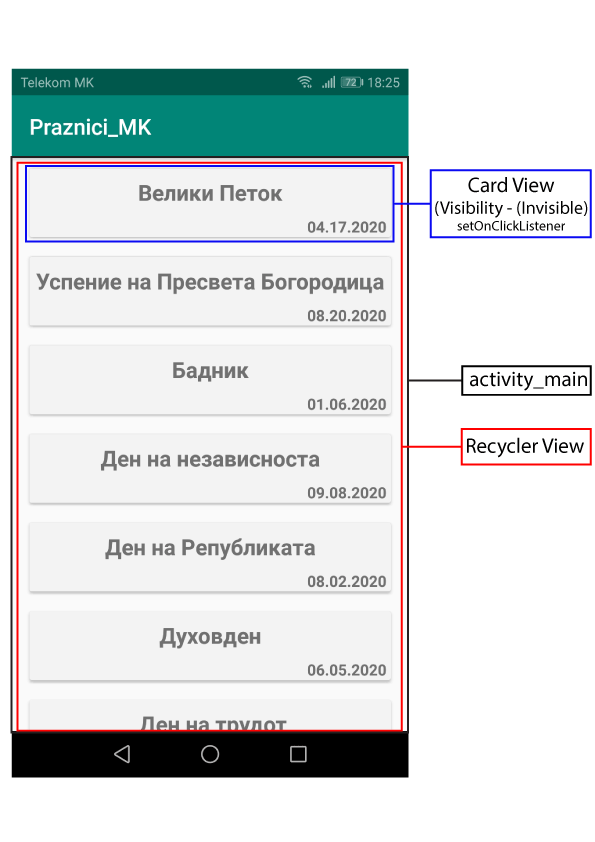 Telekom MK 72 18:25
Praznici_MK
Велики Петок
04.17.2020
Card View
(Visibility - (Invisible)
setOnClickListener
Успение на Пресвета Богородица
08.20.2020
Бадник
01.06.2020
activity_main
Ден на независноста
09.08.2020
Recycler View
Ден на Републиката
08.02.2020
Духовден
06.05.2020
Ден на трудот